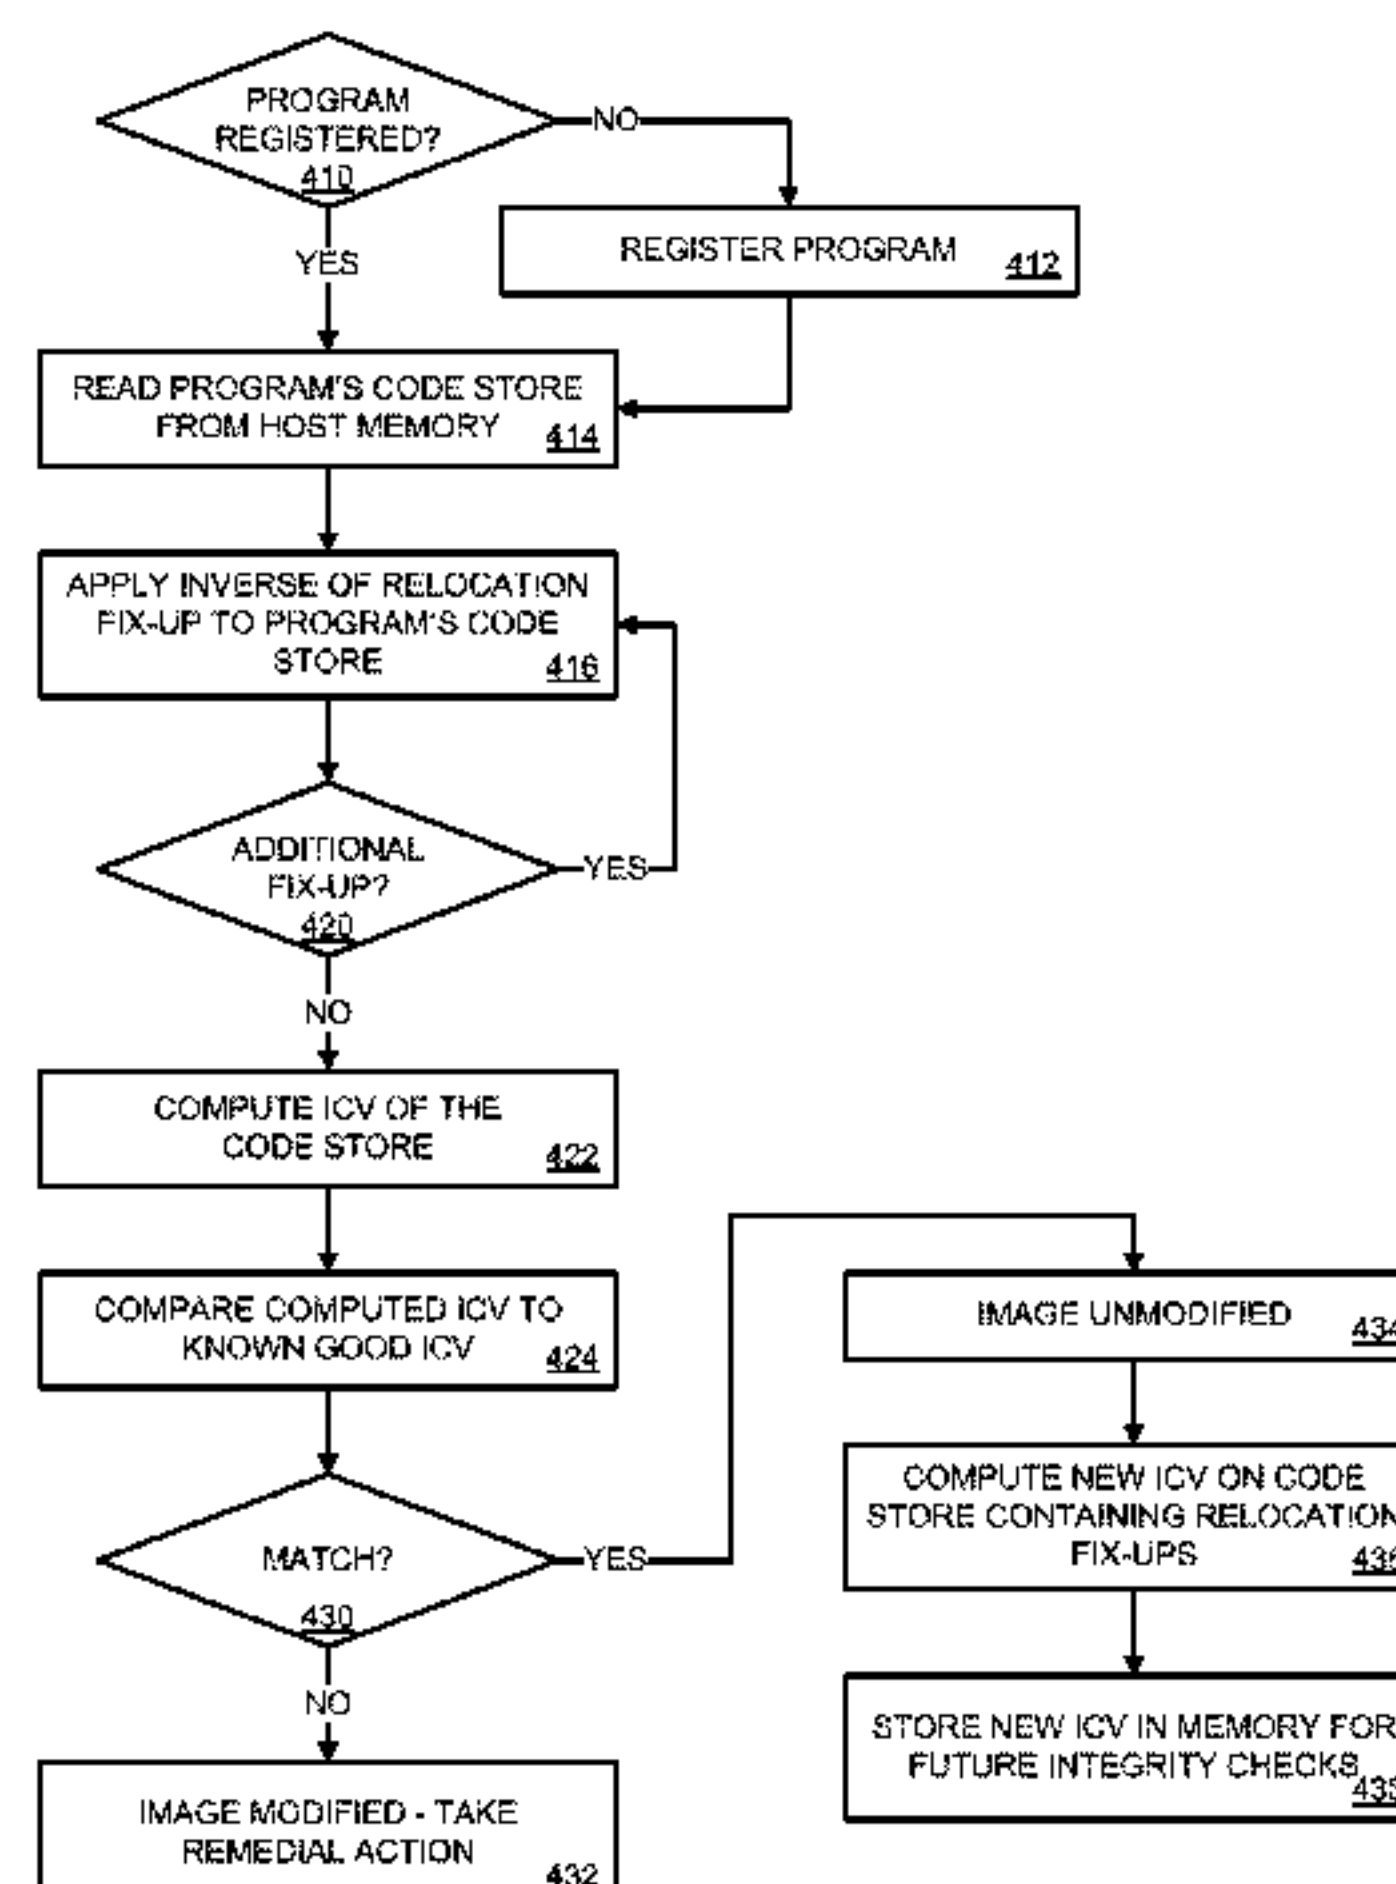 PROGRAM
REGISTERED?
410
NO
YES
REGISTER PROGRAM
412
READ PROGRAM'S CODE STORE
FROM HOST MEMORY
414
APPLY INVERSE OF RELOCATION
FIX-UP TO PROGRAM'S CODE
STORE
416
ADDITIONAL
FIX-UP?
420
YES
NO
COMPUTE ICV OF THE
CODE STORE
422
COMPARE COMPUTED ICV TO
KNOWN GOOD ICV
424
MATCH?
430
YES
NO
IMAGE MODIFIED - TAKE
REMEDIAL ACTION
432
IMAGE UNMODIFIED
434
COMPUTE NEW ICV ON CODE
STORE CONTAINING RELOCATION
FIX-UPS
STORE NEW ICV IN MEMORY FOR
FUTURE INTEGRITY CHECKS